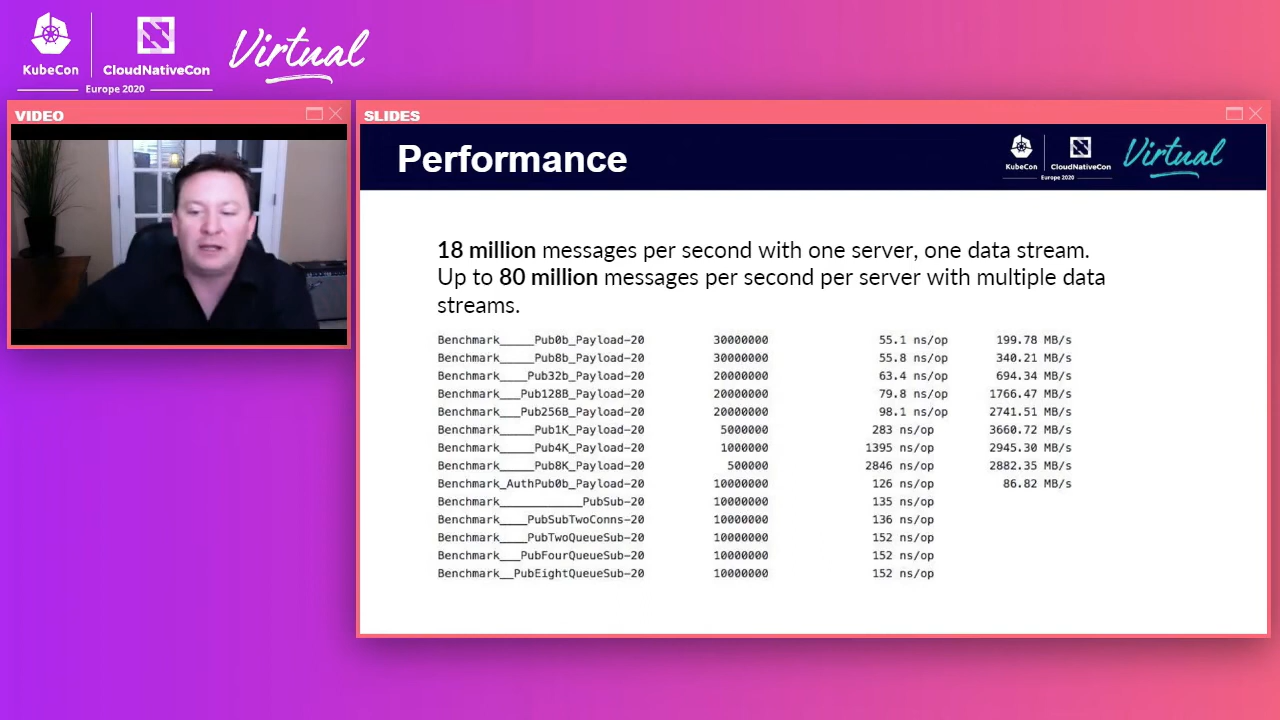 KubeCon
CloudNativeCon
Europe 2020
Virtual
VIDEO
SLIDES
Performance
KubeCon
CloudNativeCon
Europe 2020
Virtual
18 million messages per second with one server, one data stream.
Up to 80 million messages per second per server with multiple data
streams.
Benchmark_____Pub0b_Payload-20 30000000 55.1 ns/op 199.78 MB/s
Benchmark_____Pub8b_Payload-20 30000000 55.8 ns/op 340.21 MB/s
Benchmark____Pub32b_Payload-20 20000000 63.4 ns/op 694.34 MB/s
Benchmark___Pub128B_Payload-20 20000000 79.8 ns/op 1766.47 MB/s
Benchmark___Pub256B_Payload-20 20000000 98.1 ns/op 2741.51 MB/s
Benchmark_____Pub1K_Payload-20 5000000 283 ns/op 3660.72 MB/s
Benchmark_____Pub4K_Payload-20 1000000 1395 ns/op 2945.30 MB/s
Benchmark_____Pub8K_Payload-20 500000 2846 ns/op 2882.35 MB/s
Benchmark_AuthPub0b_Payload-20 10000000 126 ns/op 86.82 MB/s
Benchmark____________PubSub-20 10000000 135 ns/op
Benchmark____PubSubTwoConns-20 10000000 136 ns/op
Benchmark____PubTwoQueueSub-20 10000000 152 ns/op
Benchmark___PubFourQueueSub-20 10000000 152 ns/op
Benchmark__PubEightQueueSub-20 10000000 152 ns/op